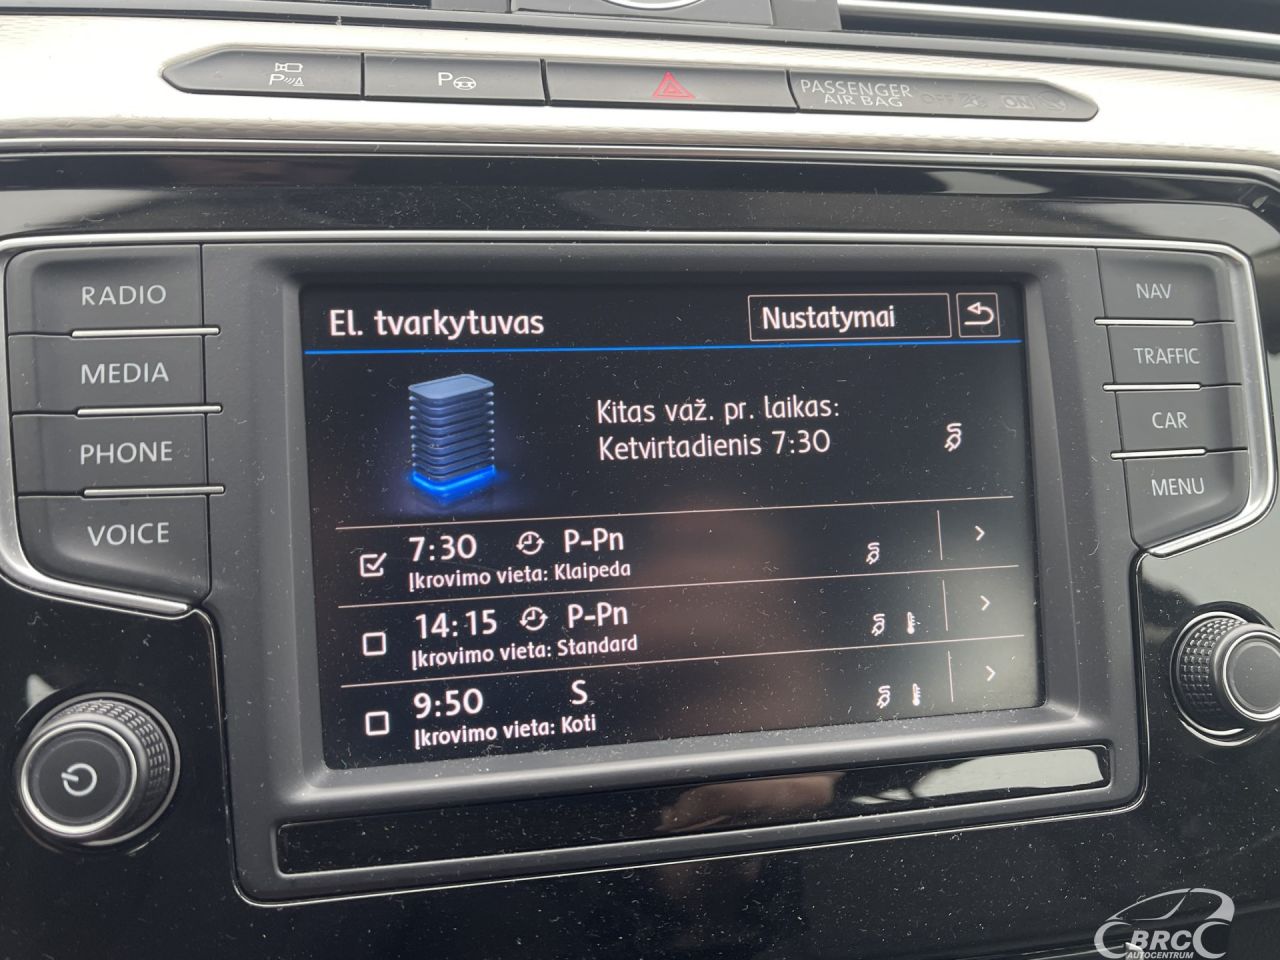 P
P
PASSENGER
AIR BAG OFF ON
RADIO
MEDIA
PHONE
VOICE
NAV
TRAFFIC
CAR
MENU
El. tvarkytuvas
Nustatymai
Kitas važ. pr. laikas:
Ketvirtadienis 7:30
7:30 P-Pn
Įkrovimo vieta: Klaipeda
14:15 P-Pn
Įkrovimo vieta: Standard
9:50 S
Įkrovimo vieta: Koti
BRC
AUTOCENTRUM